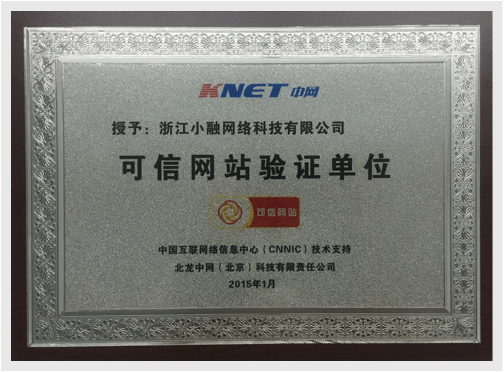 KNET 中网
授予：浙江小融网络科技有限公司
可信网站验证单位
可信网站
中国互联网络信息中心（CNNIC）技术支持
北龙中网（北京）科技有限责任公司
2015年1月